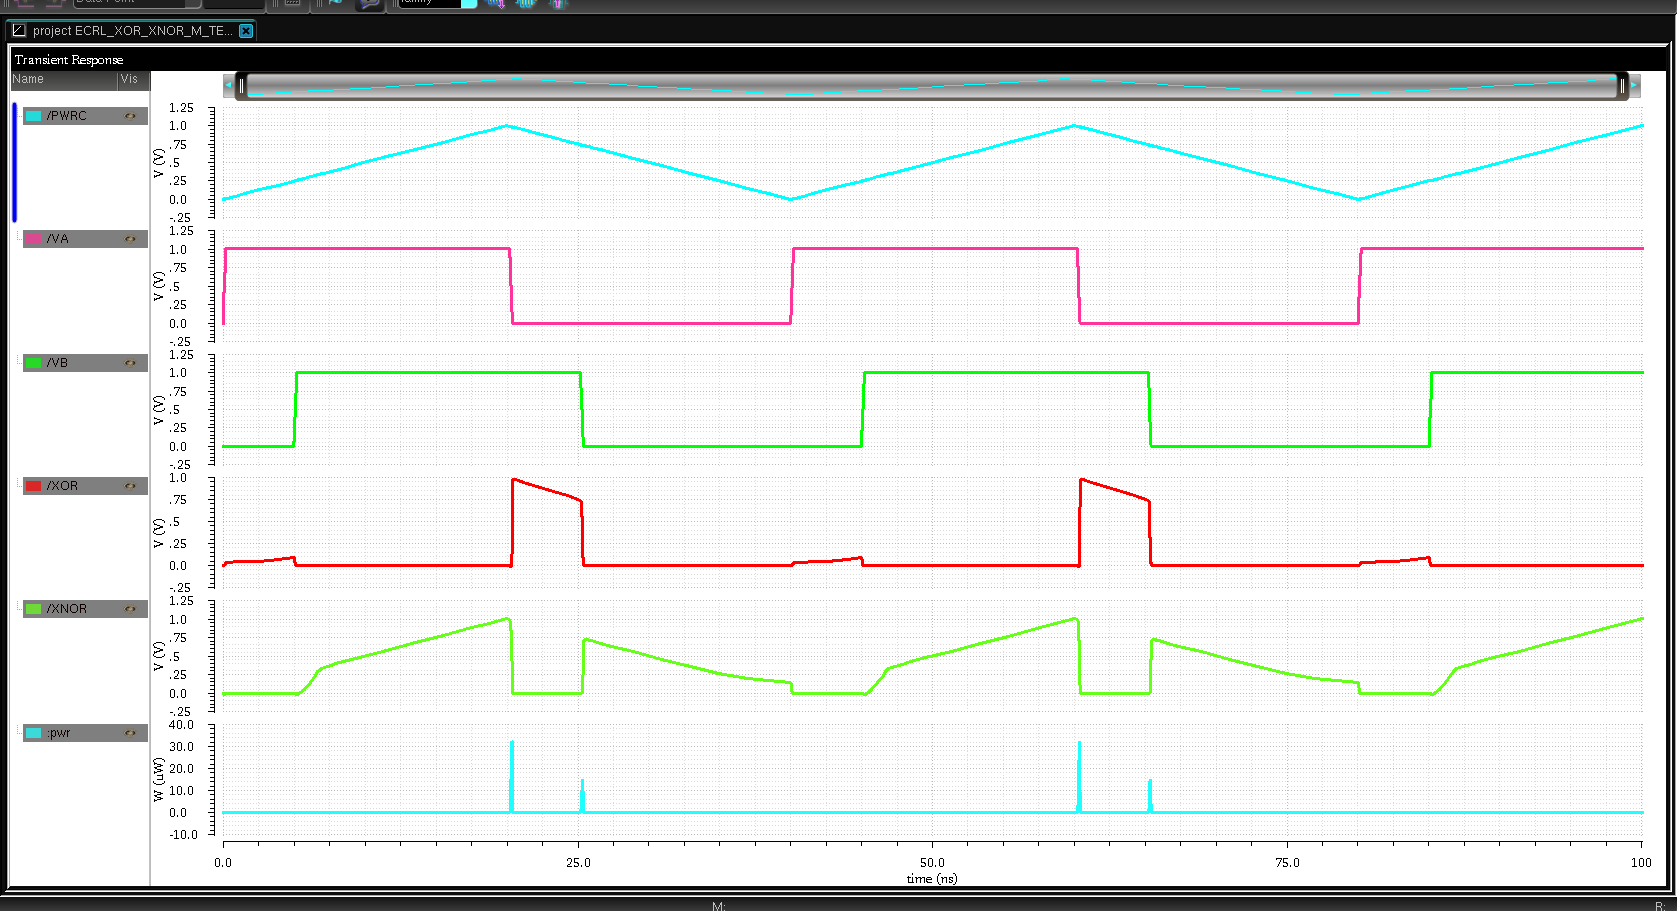 Data Point
family
project ECRL_XOR_XNOR_M_TE...
Transient Response
Name Vis
/PWRC
V (V)
1.25
1.0
.75
.5
.25
0.0
-.25
/VA
V (V)
1.25
1.0
.75
.5
.25
0.0
-.25
/VB
V (V)
1.25
1.0
.75
.5
.25
0.0
-.25
/XOR
V (V)
1.0
.75
.5
.25
0.0
-.25
/XNOR
V (V)
1.25
1.0
.75
.5
.25
0.0
-.25
:pwr
W (uW)
40.0
30.0
20.0
10.0
0.0
-10.0
0.0 25.0 50.0 75.0 100
time (ns)
M: R: